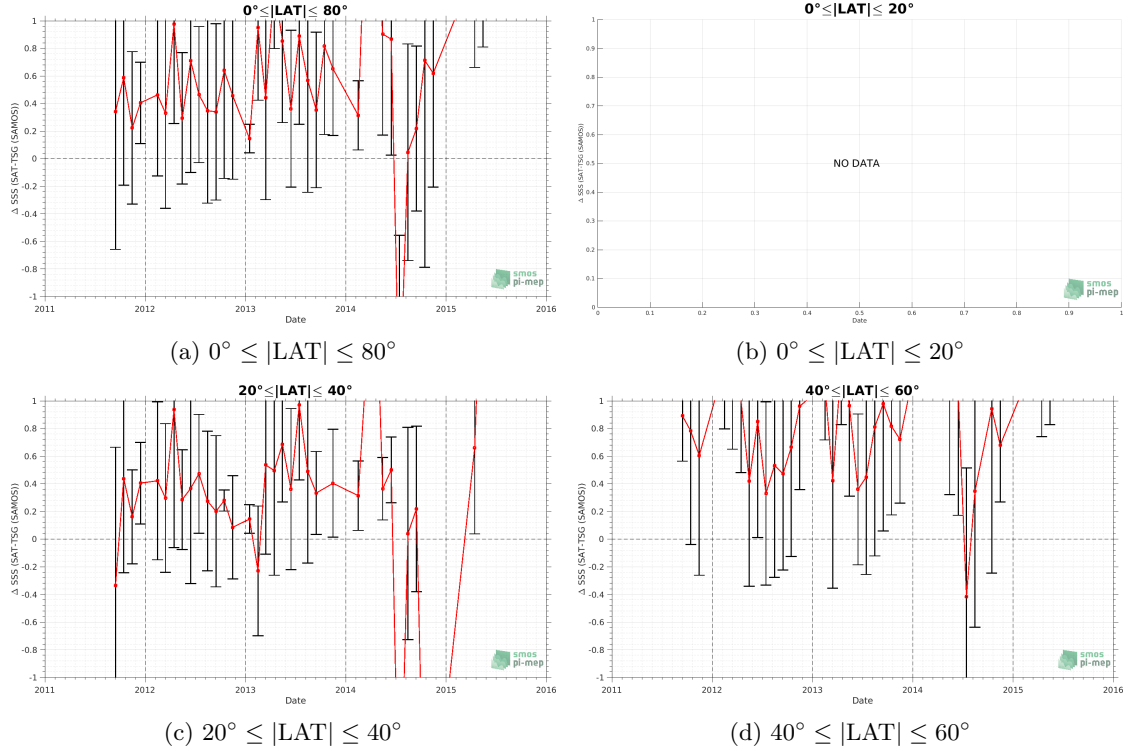 0°≤|LAT|≤ 80°
Δ SSS (SAT-TSG (SAMOS))
1
0.8
0.6
0.4
0.2
0
-0.2
-0.4
-0.6
-0.8
-1
2011 2012 2013 2014 2015 2016
Date
smos
pi-mep
(a) 0° ≤ |LAT| ≤ 80°
0°≤|LAT|≤ 20°
Δ SSS (SAT-TSG (SAMOS))
1
0.9
0.8
0.7
0.6
0.5
0.4
0.3
0.2
0.1
0
NO DATA
0 0.1 0.2 0.3 0.4 0.5 0.6 0.7 0.8 0.9 1
Date
smos
pi-mep
(b) 0° ≤ |LAT| ≤ 20°
20°≤|LAT|≤ 40°
Δ SSS (SAT-TSG (SAMOS))
1
0.8
0.6
0.4
0.2
0
-0.2
-0.4
-0.6
-0.8
-1
2011 2012 2013 2014 2015 2016
Date
smos
pi-mep
(c) 20° ≤ |LAT| ≤ 40°
40°≤|LAT|≤ 60°
Δ SSS (SAT-TSG (SAMOS))
1
0.8
0.6
0.4
0.2
0
-0.2
-0.4
-0.6
-0.8
-1
2011 2012 2013 2014 2015 2016
Date
smos
pi-mep
(d) 40° ≤ |LAT| ≤ 60°